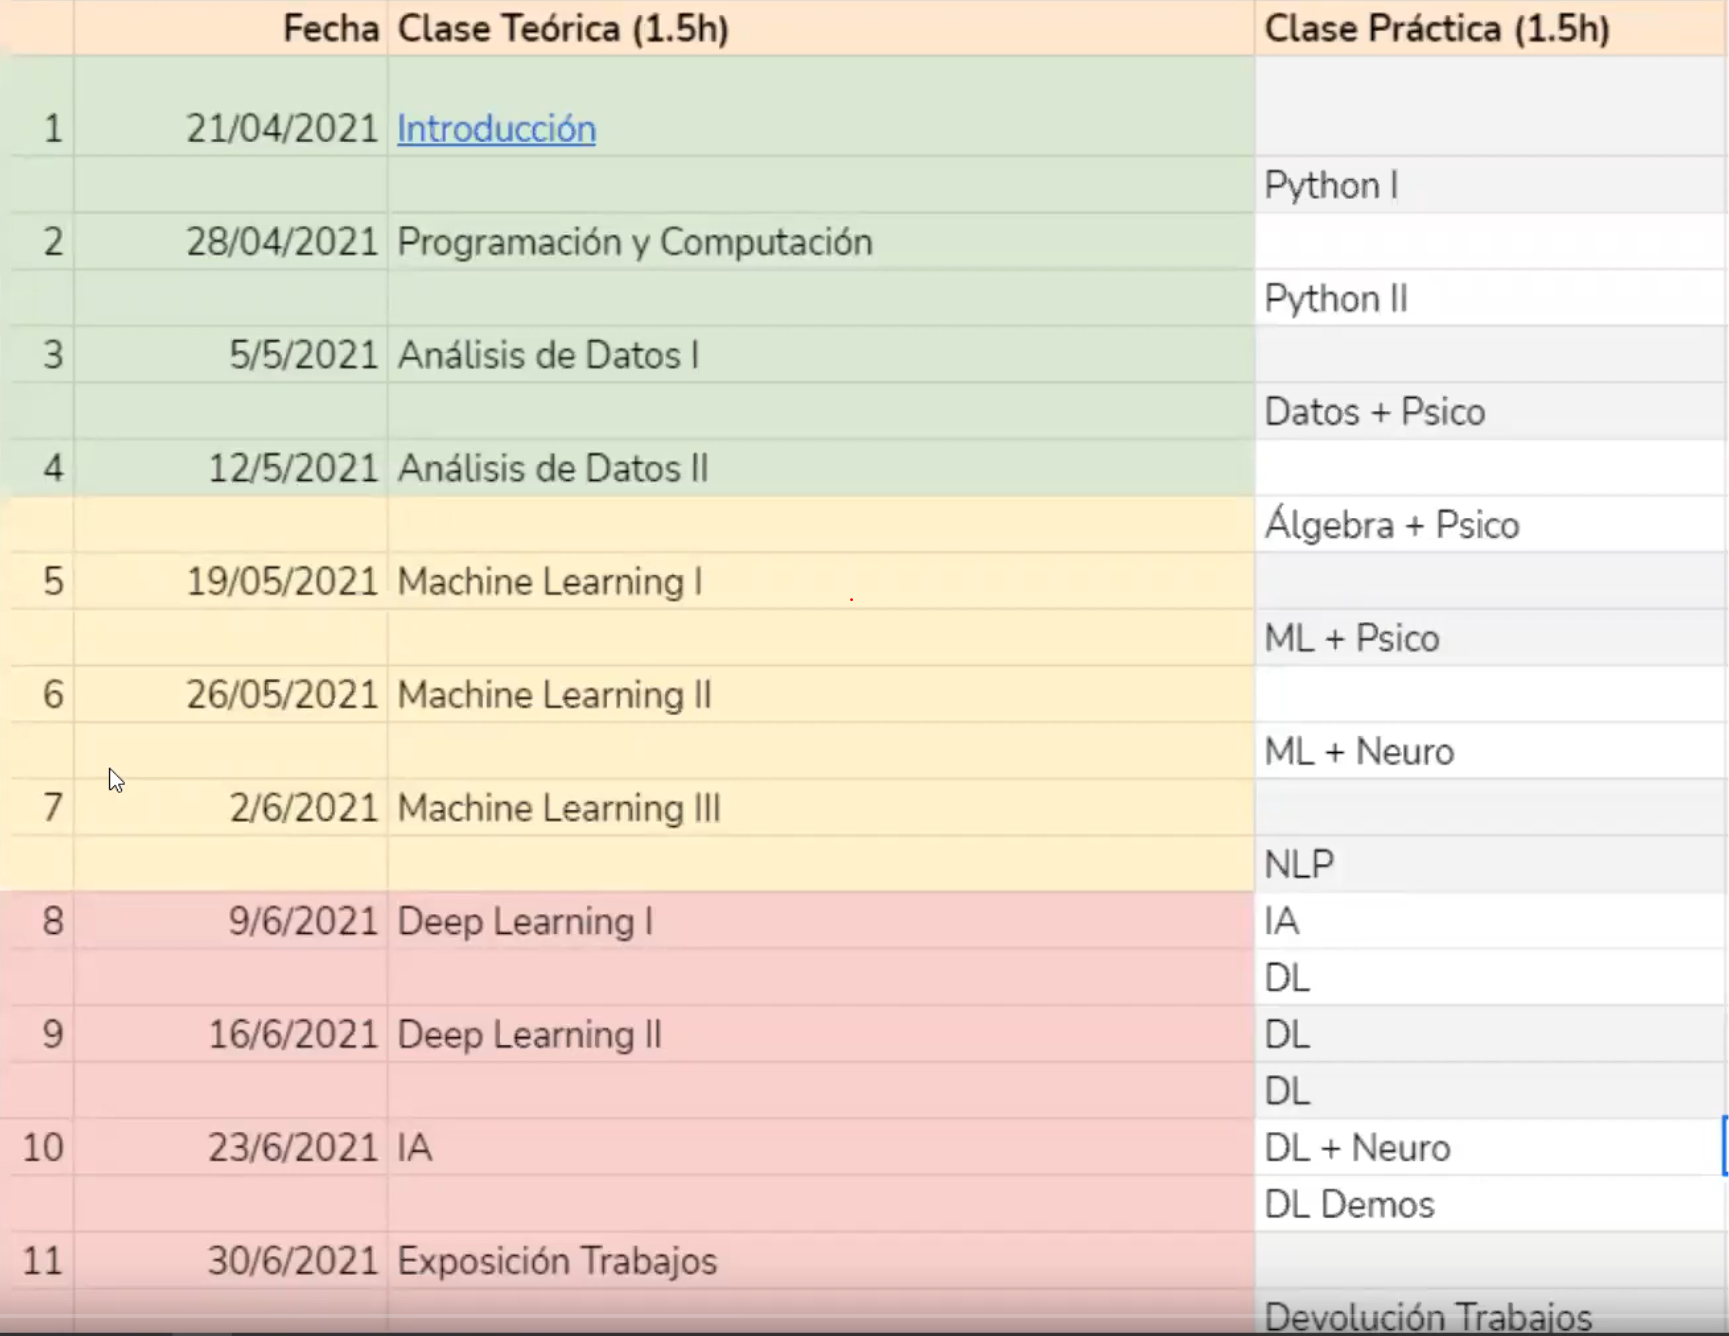 Fecha Clase Teórica (1.5h) Clase Práctica (1.5h)
1 21/04/2021 Introducción
Python I
2 28/04/2021 Programación y Computación
Python II
3 5/5/2021 Análisis de Datos I
Datos + Psico
4 12/5/2021 Análisis de Datos II
Álgebra + Psico
5 19/05/2021 Machine Learning I
ML + Psico
6 26/05/2021 Machine Learning II
ML + Neuro
7 2/6/2021 Machine Learning III
NLP
8 9/6/2021 Deep Learning I IA
DL
9 16/6/2021 Deep Learning II DL
DL
10 23/6/2021 IA DL + Neuro
DL Demos
11 30/6/2021 Exposición Trabajos
Devolución Trabajos